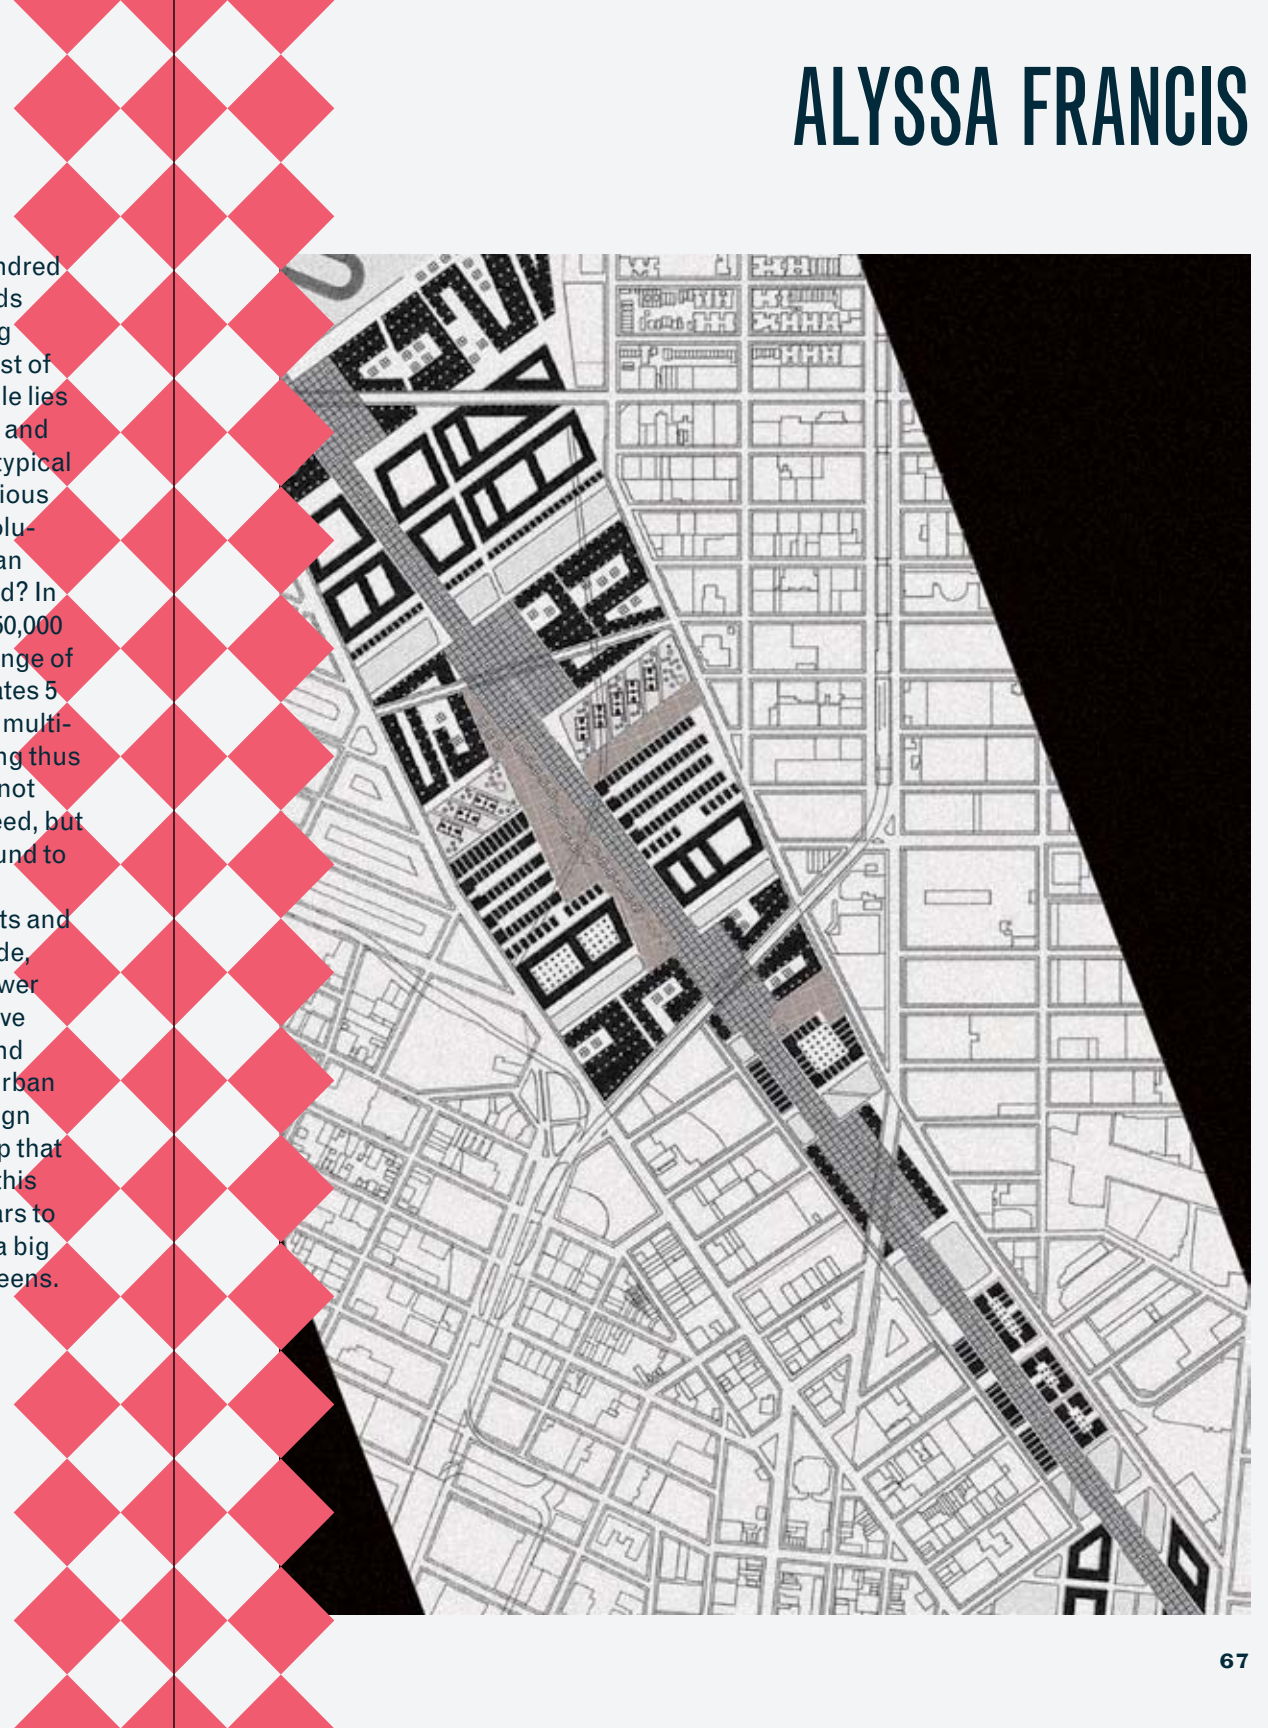 ALYSSA FRANCIS
ndred
ds
g
st of
le lies
and
typical
ious
olu-
an
d? In
50,000
nge of
ates 5
multi-
ng thus
not
eed, but
und to
ts and
de,
wer
ve
nd
rban
ign
p that
this
ars to
a big
eens.
67